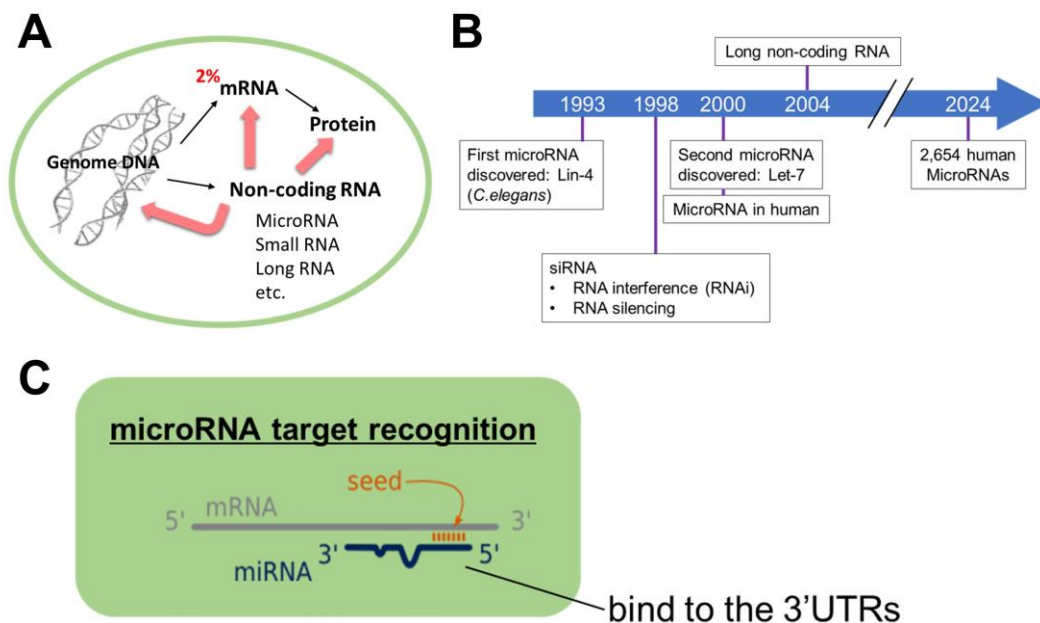 A
2%
mRNA
Protein
Genome DNA
Non-coding RNA
MicroRNA
Small RNA
Long RNA
etc.
B
Long non-coding RNA
1993 1998 2000 2004 2024
First microRNA
discovered: Lin-4
(C.elegans)
Second microRNA
discovered: Let-7
MicroRNA in human
2,654 human
MicroRNAs
siRNA
• RNA interference (RNAi)
• RNA silencing
C
microRNA target recognition
seed
5' mRNA 3'
3' 5'
miRNA
bind to the 3'UTRs